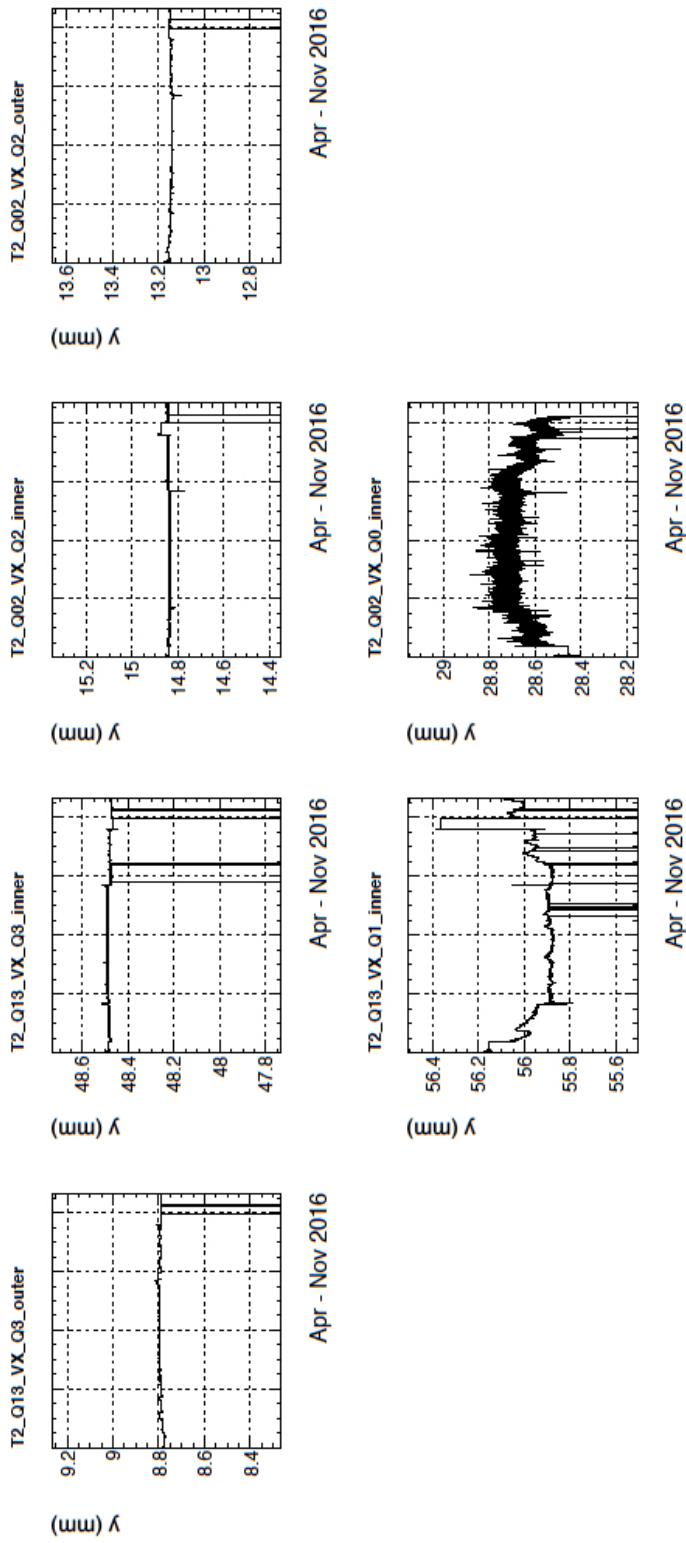 T2_Q13_VX_Q3_outer
y (mm)
9.2
9
8.8
8.6
8.4
Apr - Nov 2016
T2_Q13_VX_Q3_inner
y (mm)
48.6
48.4
48.2
48
47.8
Apr - Nov 2016
T2_Q02_VX_Q2_inner
y (mm)
15.2
15
14.8
14.6
14.4
Apr - Nov 2016
T2_Q02_VX_Q2_outer
y (mm)
13.6
13.4
13.2
13
12.8
Apr - Nov 2016
T2_Q13_VX_Q1_inner
y (mm)
56.4
56.2
56
55.8
55.6
Apr - Nov 2016
T2_Q02_VX_Q0_inner
y (mm)
29
28.8
28.6
28.4
28.2
Apr - Nov 2016